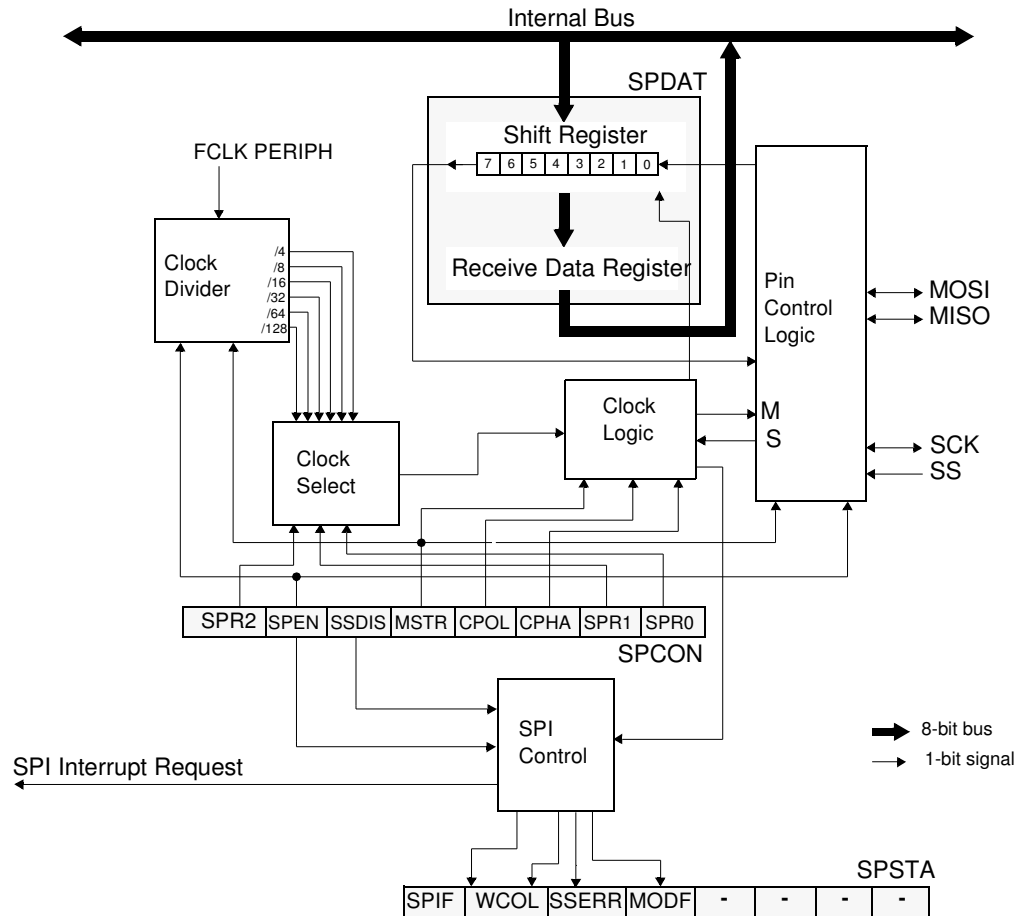 Internal Bus
SPDAT
Shift Register
7 6 5 4 3 2 1 0
FCLK PERIPH
Clock
Divider
/4
/8
/16
/32
/64
/128
Receive Data Register
Pin
Control
Logic
MOSI
MISO
Clock
Logic
M
S
SCK
SS
Clock
Select
SPR2 SPEN SSDIS MSTR CPOL CPHA SPR1 SPR0
SPCON
SPI
Control
8-bit bus
1-bit signal
SPI Interrupt Request
SPSTA
SPIF WCOL SSERR MODF - - - -